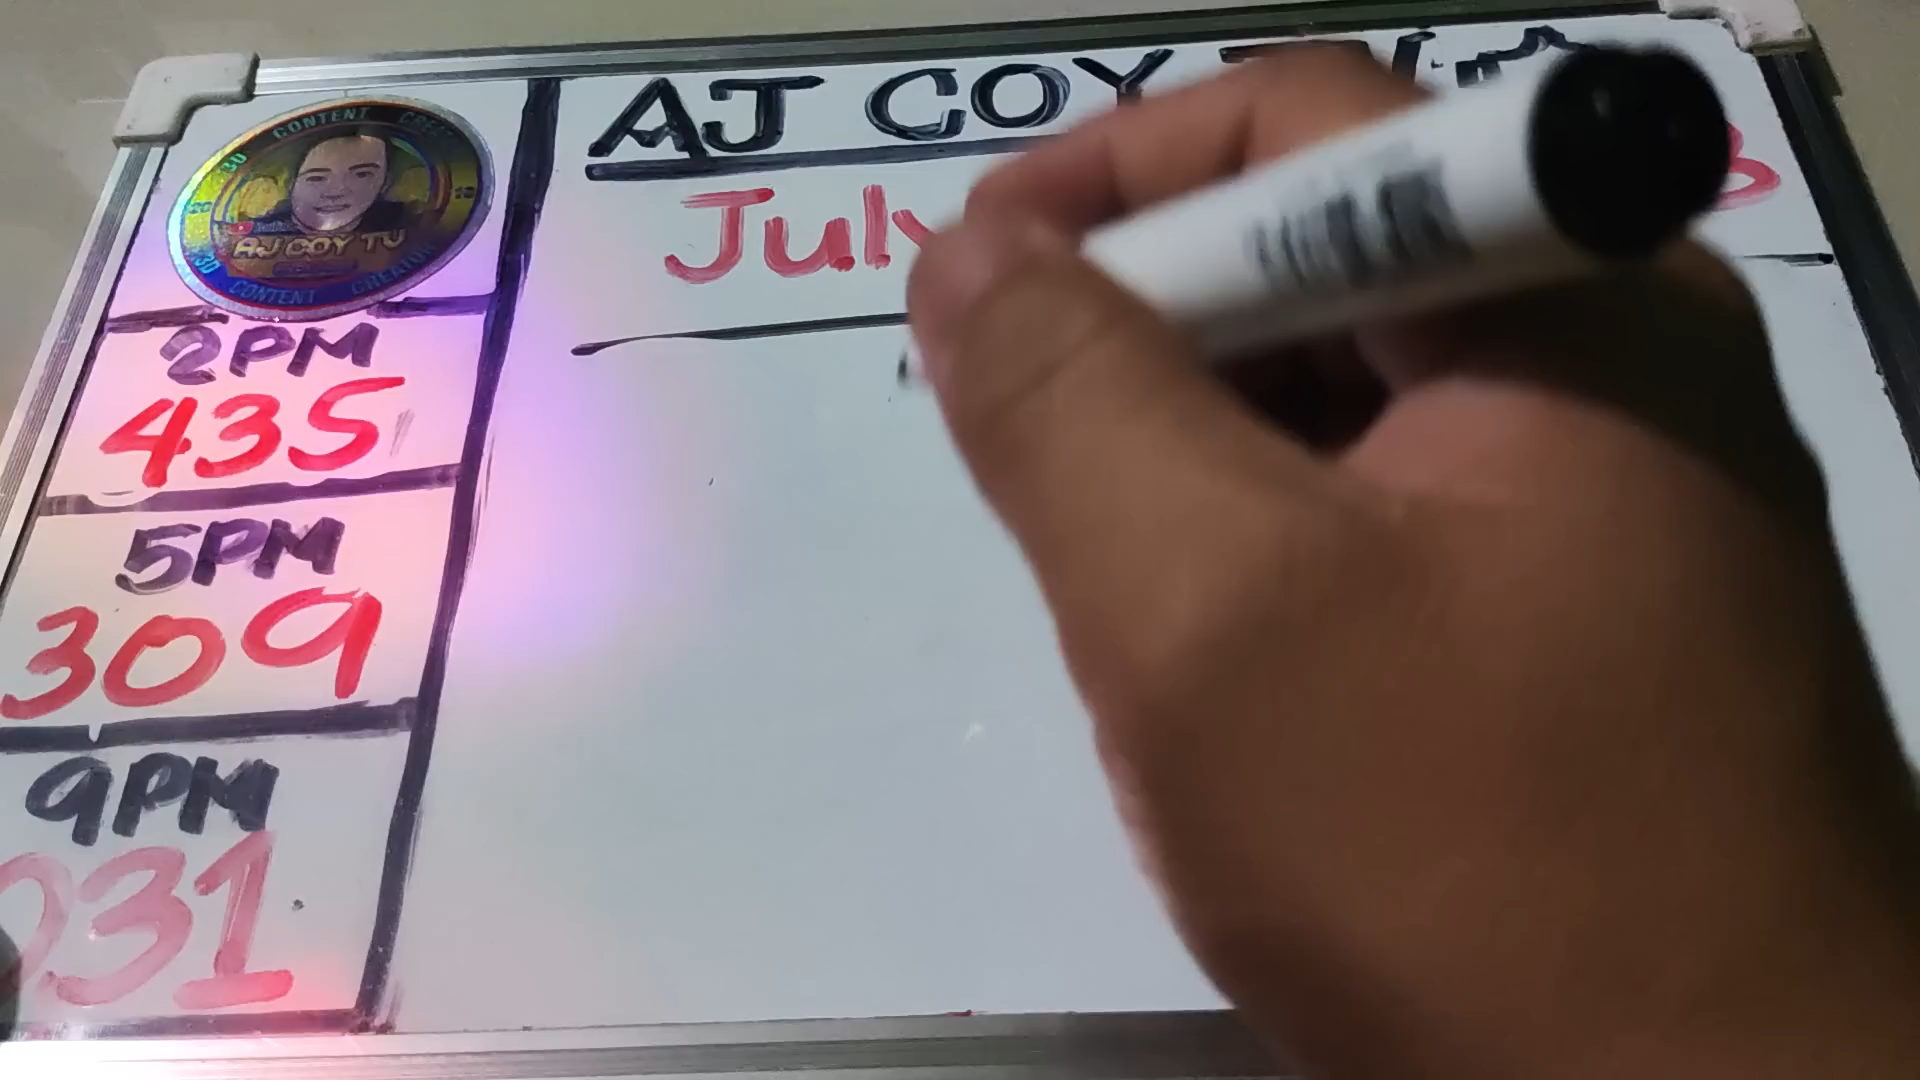 AJ COY
July
CONTENT
AJ COY TV
CONTENT CREATOR
2PM
435
5PM
309
9PM
031